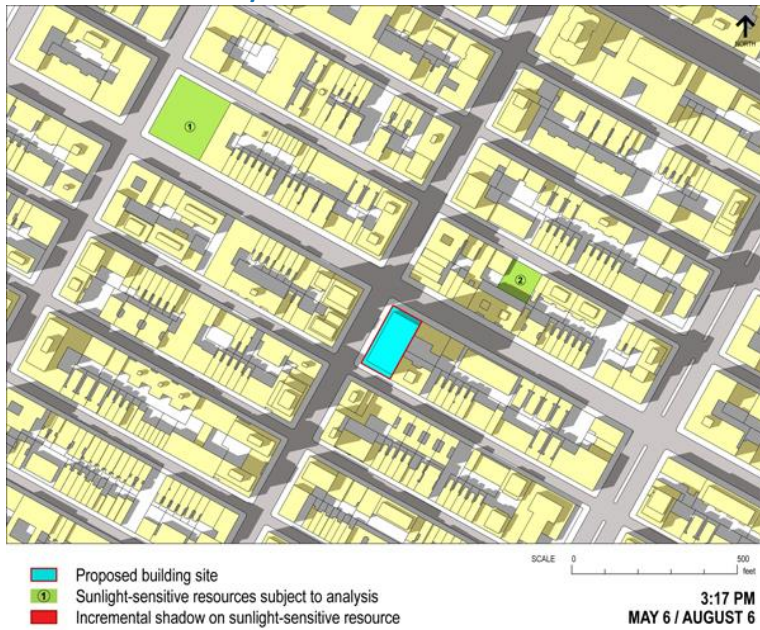 NORTH
①
②
SCALE 0 500
feet
Proposed building site
① Sunlight-sensitive resources subject to analysis
Incremental shadow on sunlight-sensitive resource
3:17 PM
MAY 6 / AUGUST 6